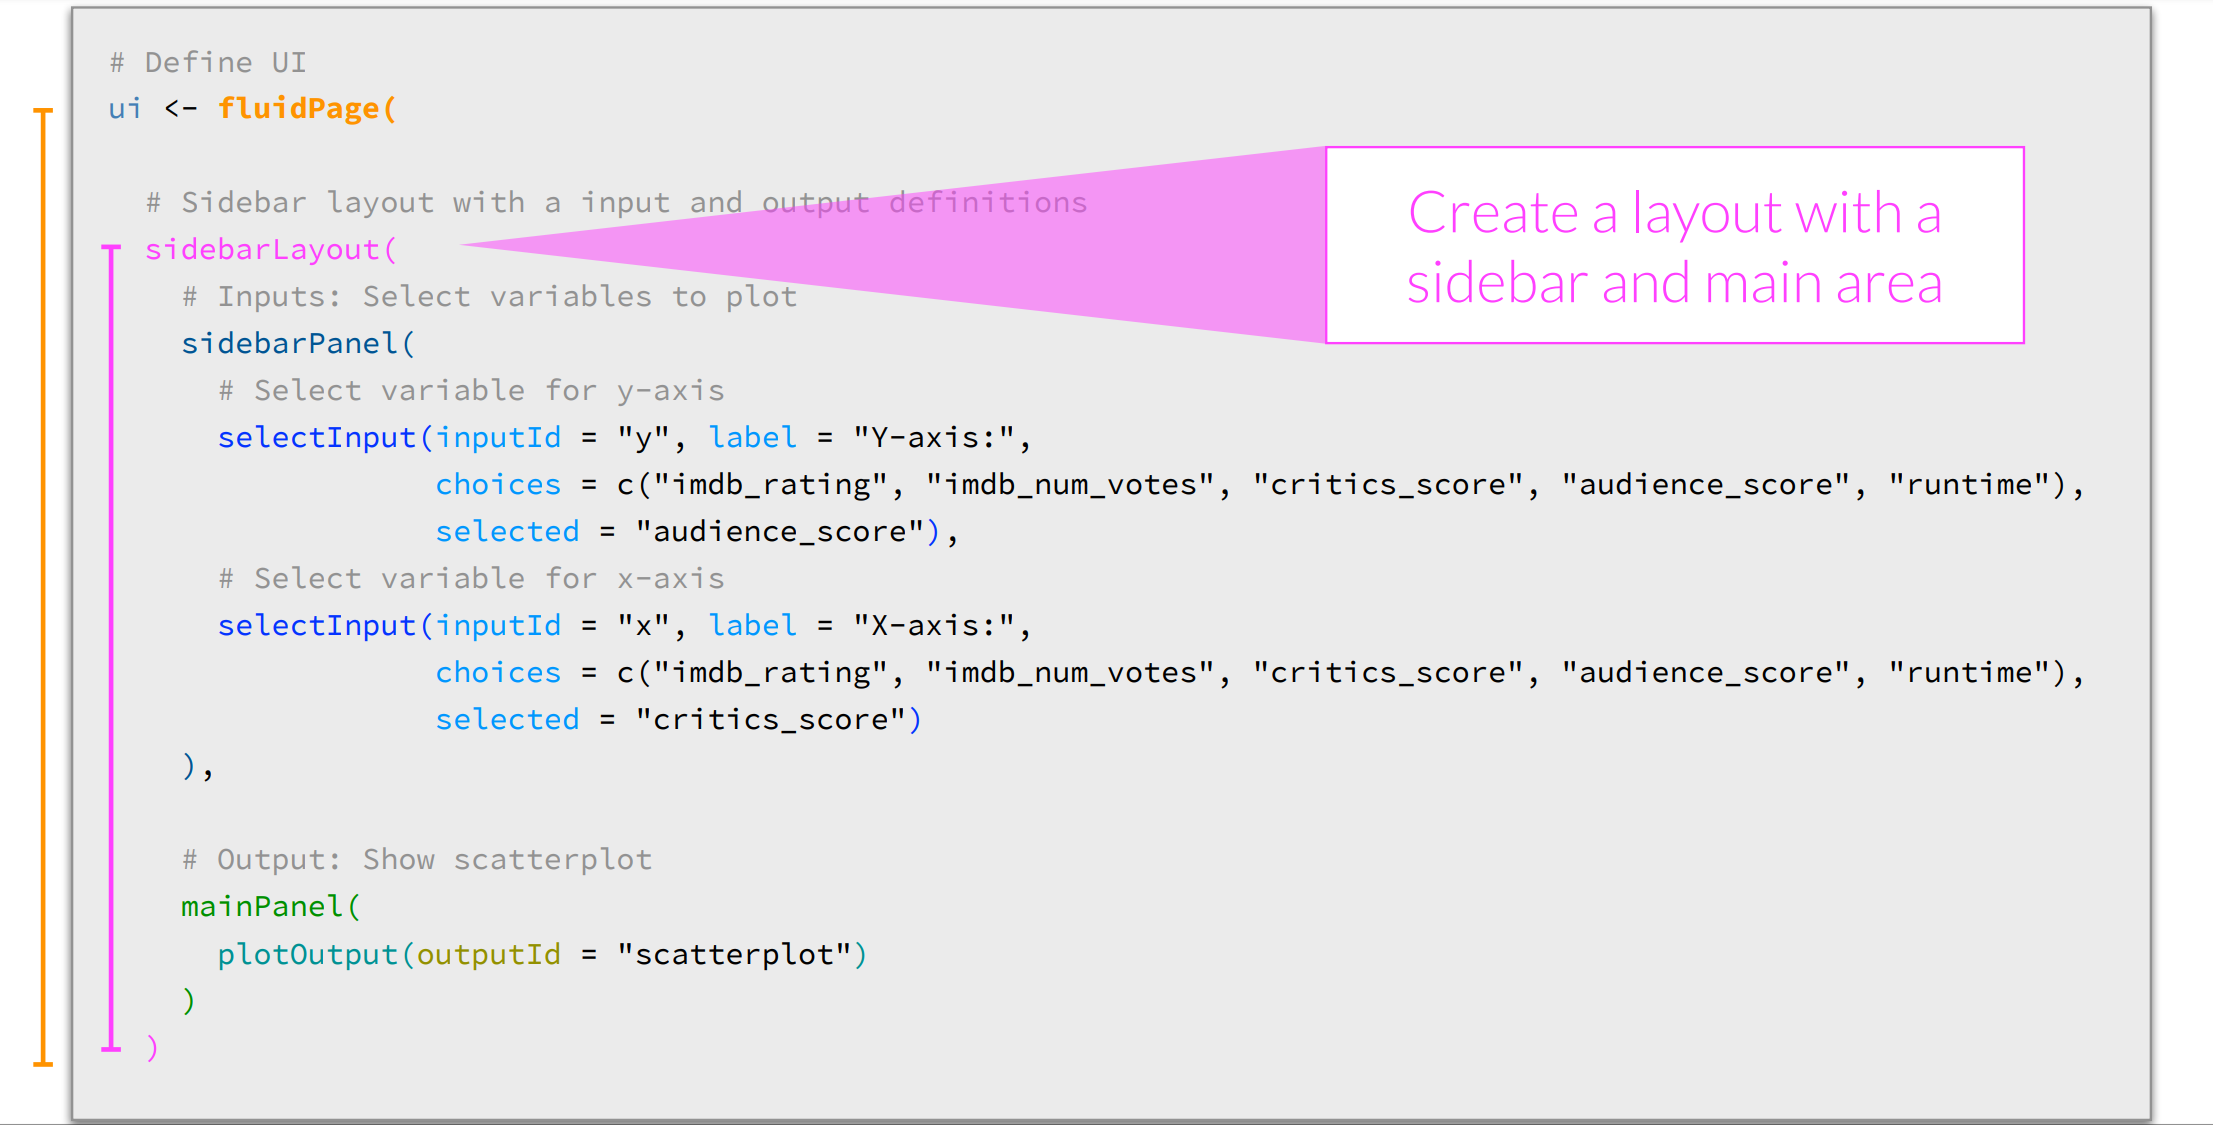 # Define UI
ui <- fluidPage(
# Sidebar layout with a input and output definitions
sidebarLayout(
# Inputs: Select variables to plot
sidebarPanel(
# Select variable for y-axis
selectInput(inputId = "y", label = "Y-axis:",
choices = c("imdb_rating", "imdb_num_votes", "critics_score", "audience_score", "runtime"),
selected = "audience_score"),
# Select variable for x-axis
selectInput(inputId = "x", label = "X-axis:",
choices = c("imdb_rating", "imdb_num_votes", "critics_score", "audience_score", "runtime"),
selected = "critics_score")
),
# Output: Show scatterplot
mainPanel(
plotOutput(outputId = "scatterplot")
)
)
Create a layout with a
sidebar and main area